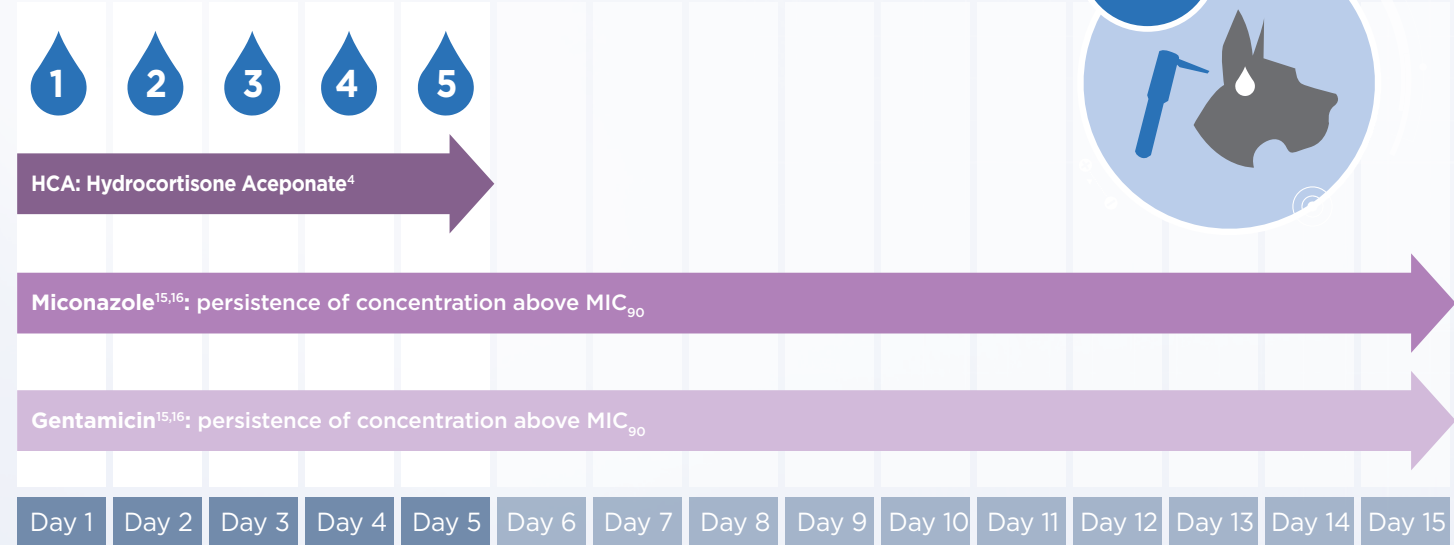 1 2 3 4 5
HCA: Hydrocortisone Aceponate⁴
Miconazole¹⁵,¹⁶: persistence of concentration above MIC₉₀
Gentamicin¹⁵,¹⁶: persistence of concentration above MIC₉₀
Day 1 Day 2 Day 3 Day 4 Day 5 Day 6 Day 7 Day 8 Day 9 Day 10 Day 11 Day 12 Day 13 Day 14 Day 15